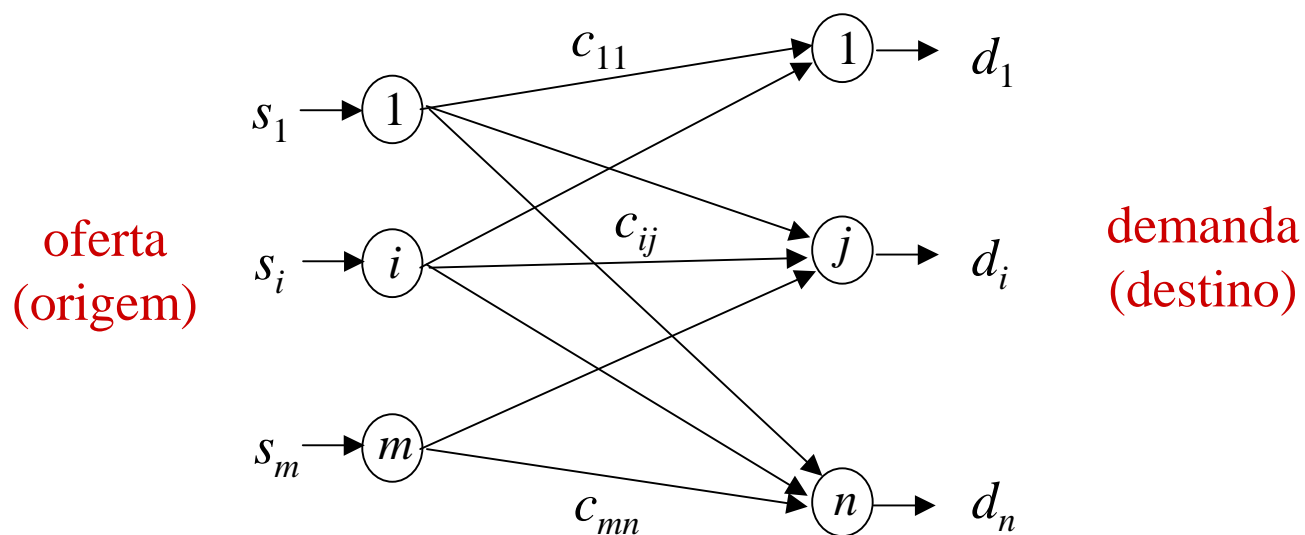 c₁₁
1
d₁
s₁
1
oferta
(origem)
sᵢ
i
cᵢⱼ
j
dᵢ
demanda
(destino)
sₘ
m
cₘₙ
n
dₙ